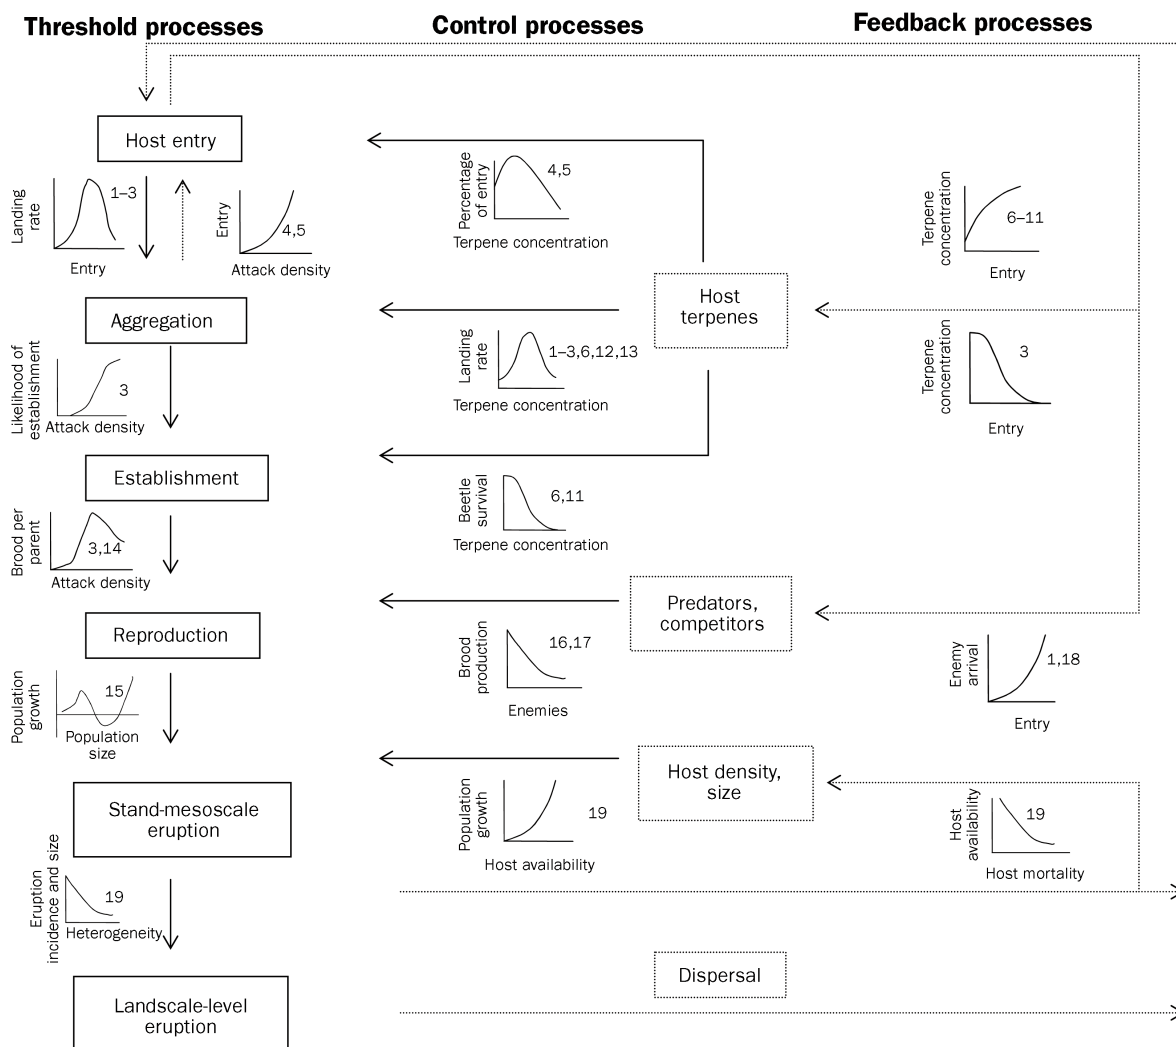 Threshold processes
Control processes
Feedback processes
Host entry
Landing
rate
1–3
Entry
Entry
4,5
Attack density
Percentage
of entry
4,5
Terpene concentration
Terpene
concentration
6–11
Entry
Host
terpenes
Aggregation
Likelihood of
establishment
3
Attack density
Landing
rate
1–3,6,12,13
Terpene concentration
Terpene
concentration
3
Entry
Establishment
Brood per
parent
3,14
Attack density
Beetle
survival
6,11
Terpene concentration
Predators,
competitors
Reproduction
Population
growth
15
Population
size
Brood
production
16,17
Enemies
Enemy
arrival
1,18
Entry
Host density,
size
Stand-mesoscale
eruption
Eruption
incidence and size
19
Heterogeneity
Population
growth
19
Host availability
Host
availability
19
Host mortality
Dispersal
Landscale-level
eruption